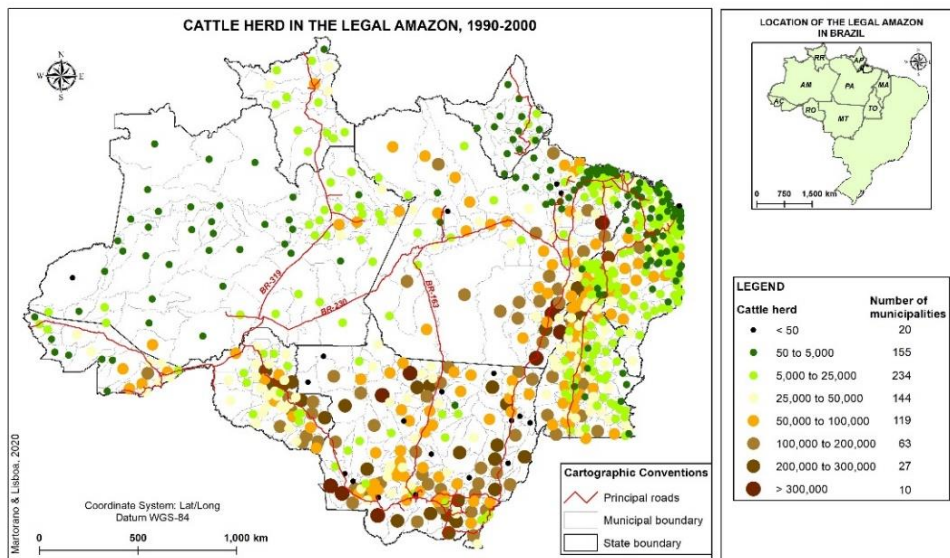 CATTLE HERD IN THE LEGAL AMAZON, 1990-2000
N
W E
S
BR-319
BR-230
BR-163
Martorano & Lisboa, 2020
Coordinate System: Lat/Long
Datum WGS-84
0 500 1,000 km
Cartographic Conventions
Principal roads
Municipal boundary
State boundary
LOCATION OF THE LEGAL AMAZON
IN BRAZIL
RR AP
AM PA MA
AC RO TO
MT
0 750 1,500 km
LEGEND
Cattle herd Number of municipalities
< 50 20
50 to 5,000 155
5,000 to 25,000 234
25,000 to 50,000 144
50,000 to 100,000 119
100,000 to 200,000 63
200,000 to 300,000 27
> 300,000 10